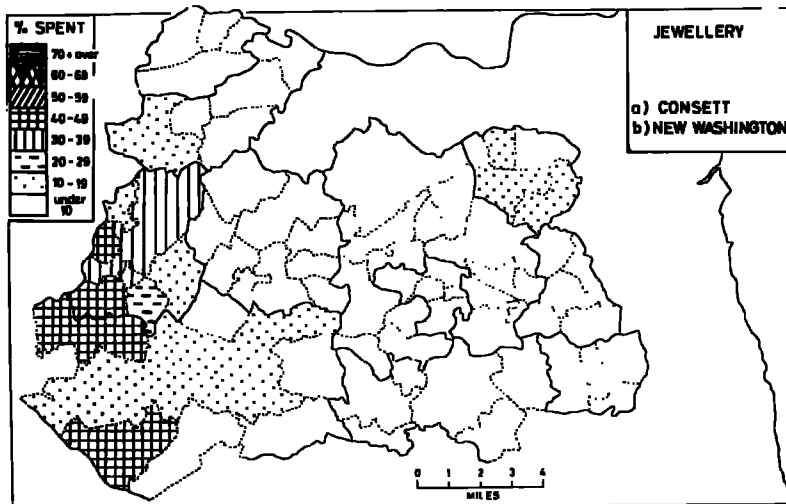 % SPENT
70+over
60-69
50-59
40-49
30-39
20-29
10-19
under
10
JEWELLERY
a) CONSETT
b) NEW WASHINGTON
0 1 2 3 4
MILES